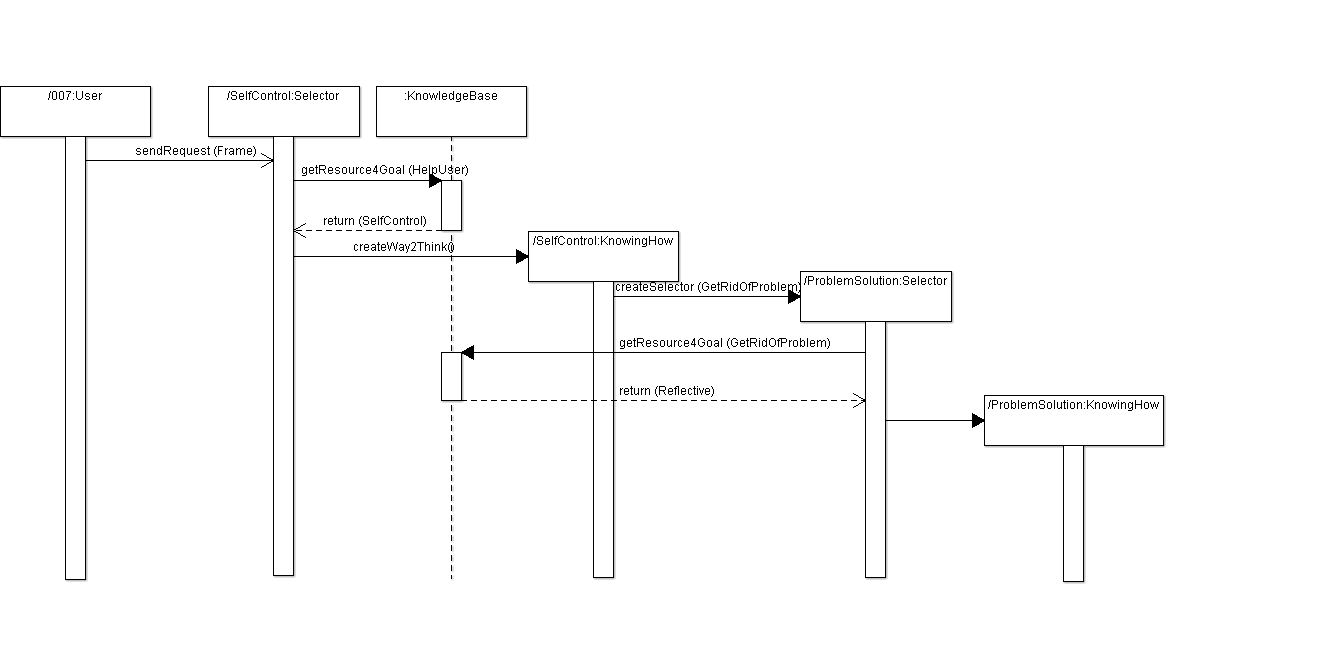 /007:User
/SelfControl:Selector
:KnowledgeBase
sendRequest (Frame)
getResource4Goal (HelpUser)
return (SelfControl)
createWay2Think()
/SelfControl:KnowingHow
createSelector (GetRidOfProblem)
/ProblemSolution:Selector
getResource4Goal (GetRidOfProblem)
return (Reflective)
/ProblemSolution:KnowingHow